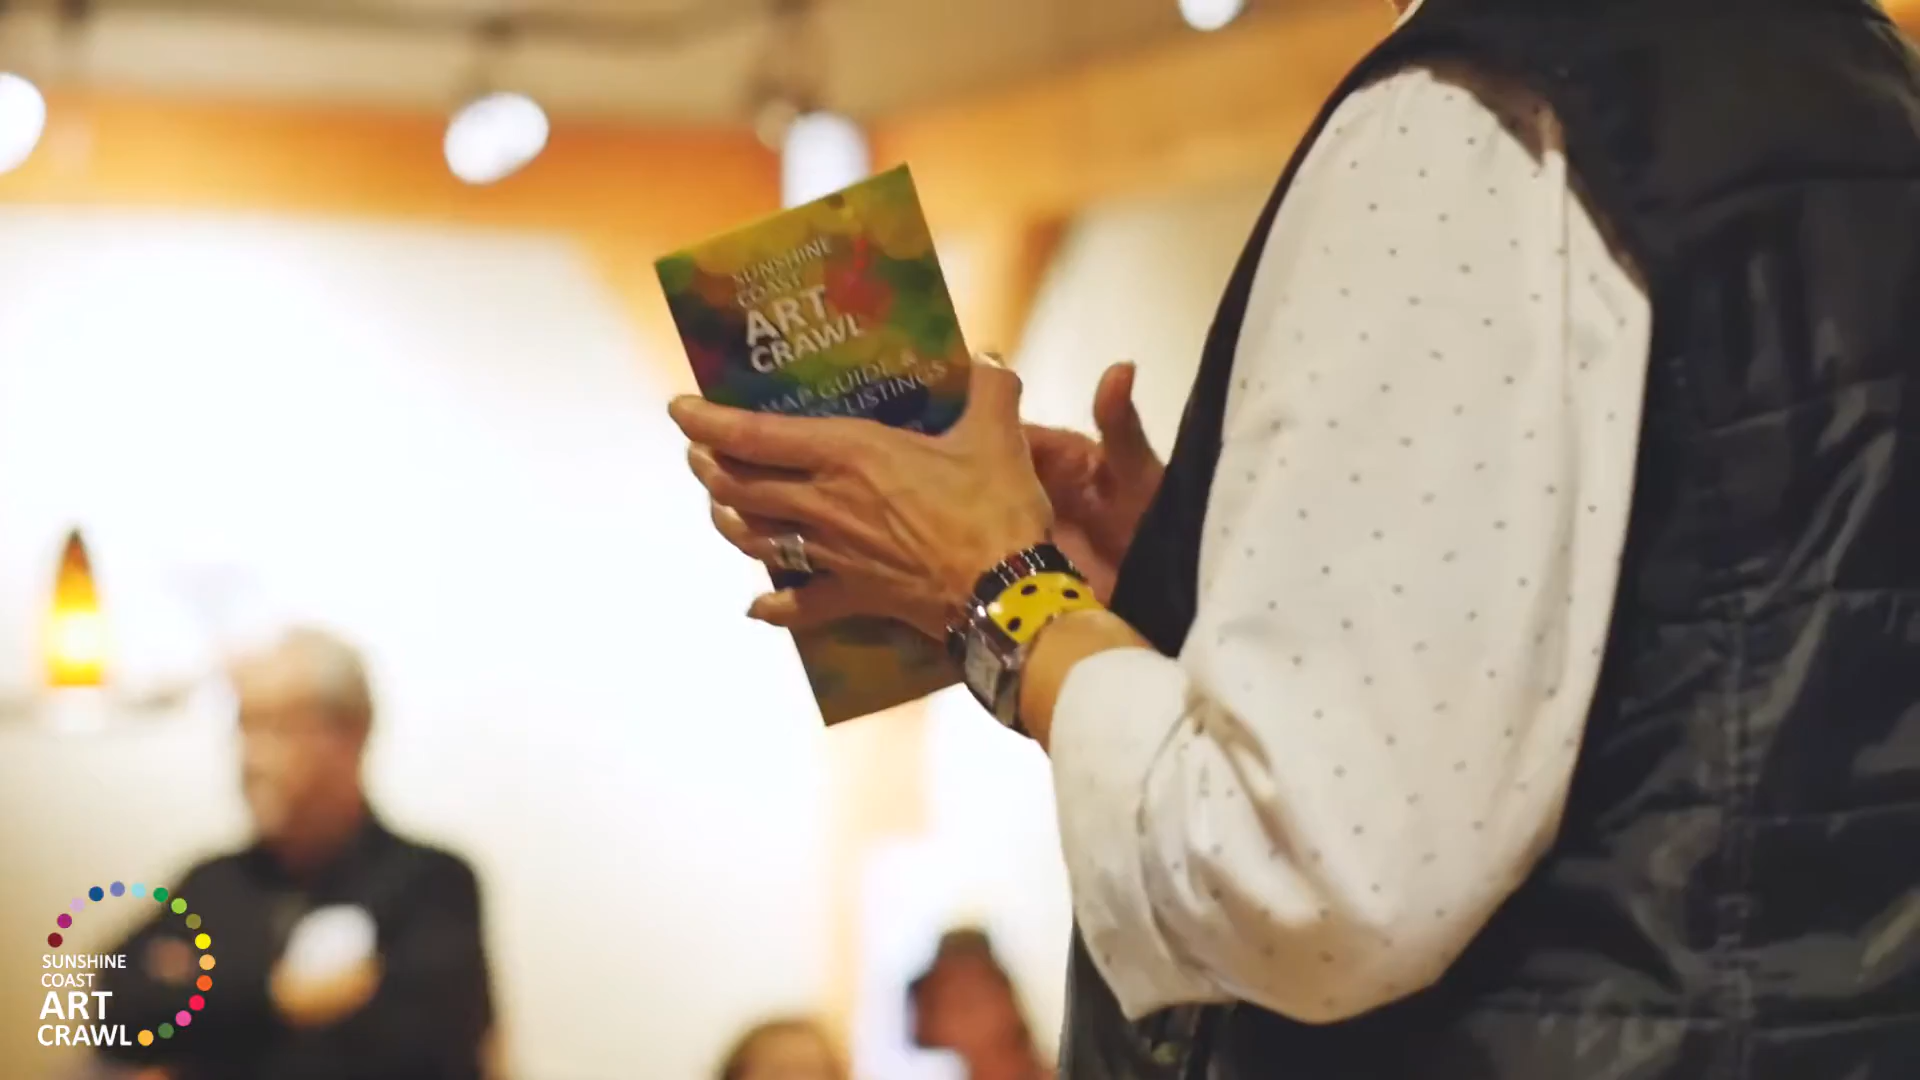 SUNSHINE
COAST
ART
CRAWL
MAP GUIDE &
LISTINGS
SUNSHINE
COAST
ART
CRAWL